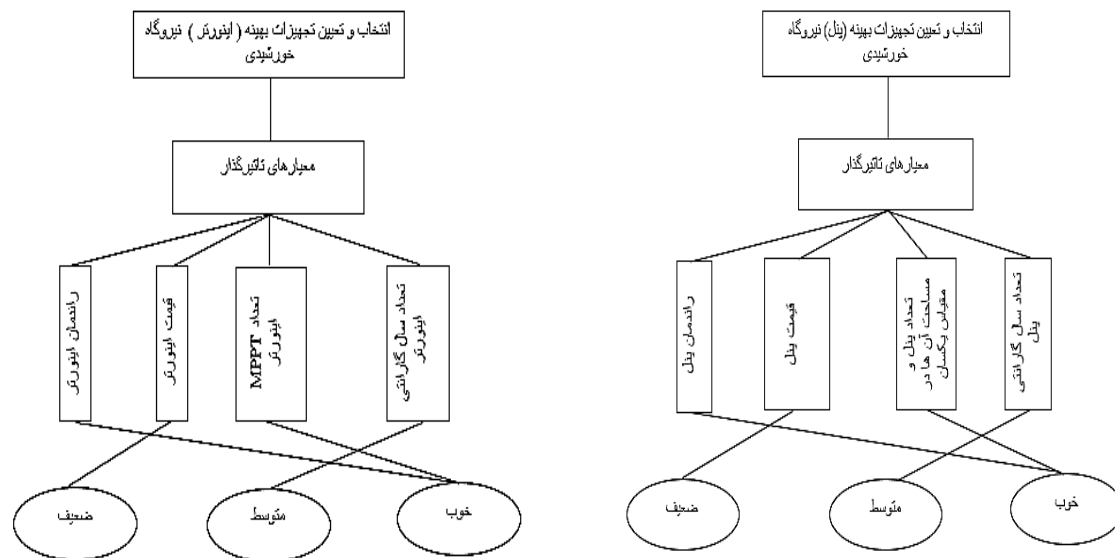 انتخاب و تعیین تجهیزات بهینه (پنل) نیروگاه
خورشیدی
معیارهای تاثیرگذار
راندمان پنل
قیمت پنل
تعداد پنل و
مساحت آن ها در
مقیاس یکسان
تعداد سال گارانتی
پنل
ضعیف
متوسط
خوب
انتخاب و تعیین تجهیزات بهینه ( اینورتر ) نیروگاه
خورشیدی
معیارهای تاثیرگذار
راندمان اینورتر
قیمت اینورتر
تعداد MPPT
اینورتر
تعداد سال گارانتی
اینورتر
ضعیف
متوسط
خوب